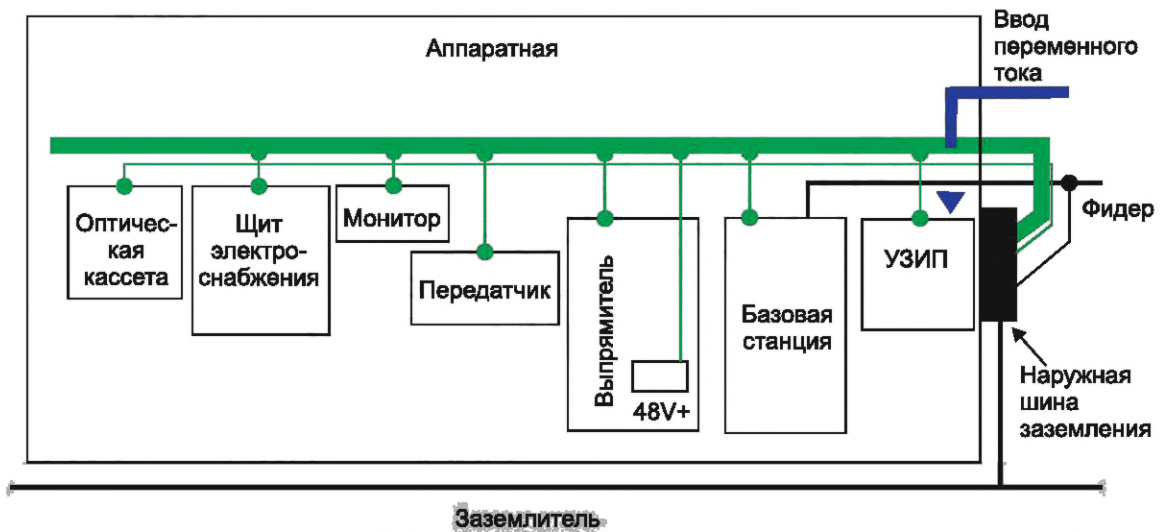 Аппаратная
Ввод
переменного
тока
Оптичес-
кая
кассета
Щит
электро-
снабжения
Монитор
Передатчик
Выпрямитель
48V+
Базовая
станция
УЗИП
Фидер
Наружная
шина
заземления
Заземлитель